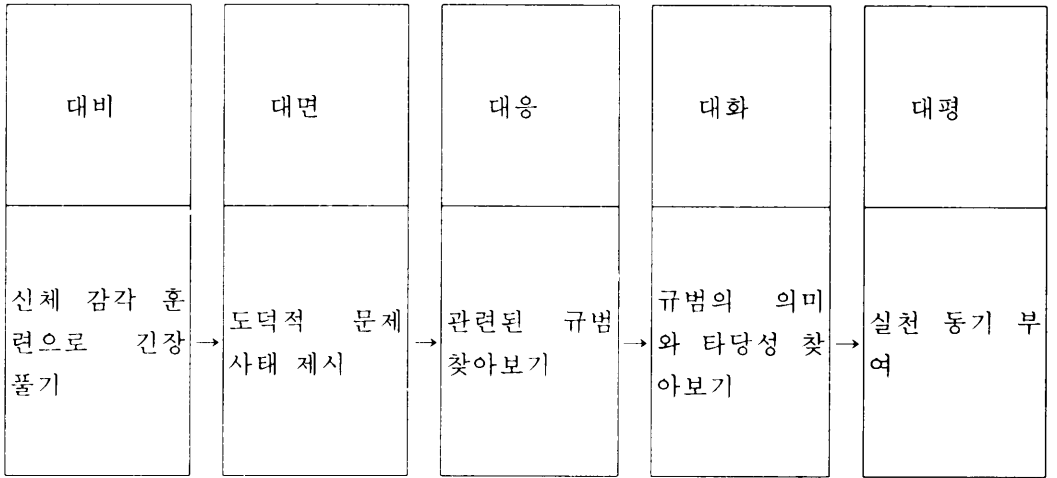 대비
대면
대응
대화
대평
신체 감각 훈
련으로 긴장
풀기
→
도덕적 문제
사태 제시
→
관련된 규범
찾아보기
→
규범의 의미
와 타당성 찾
아보기
→
실천 동기 부
여